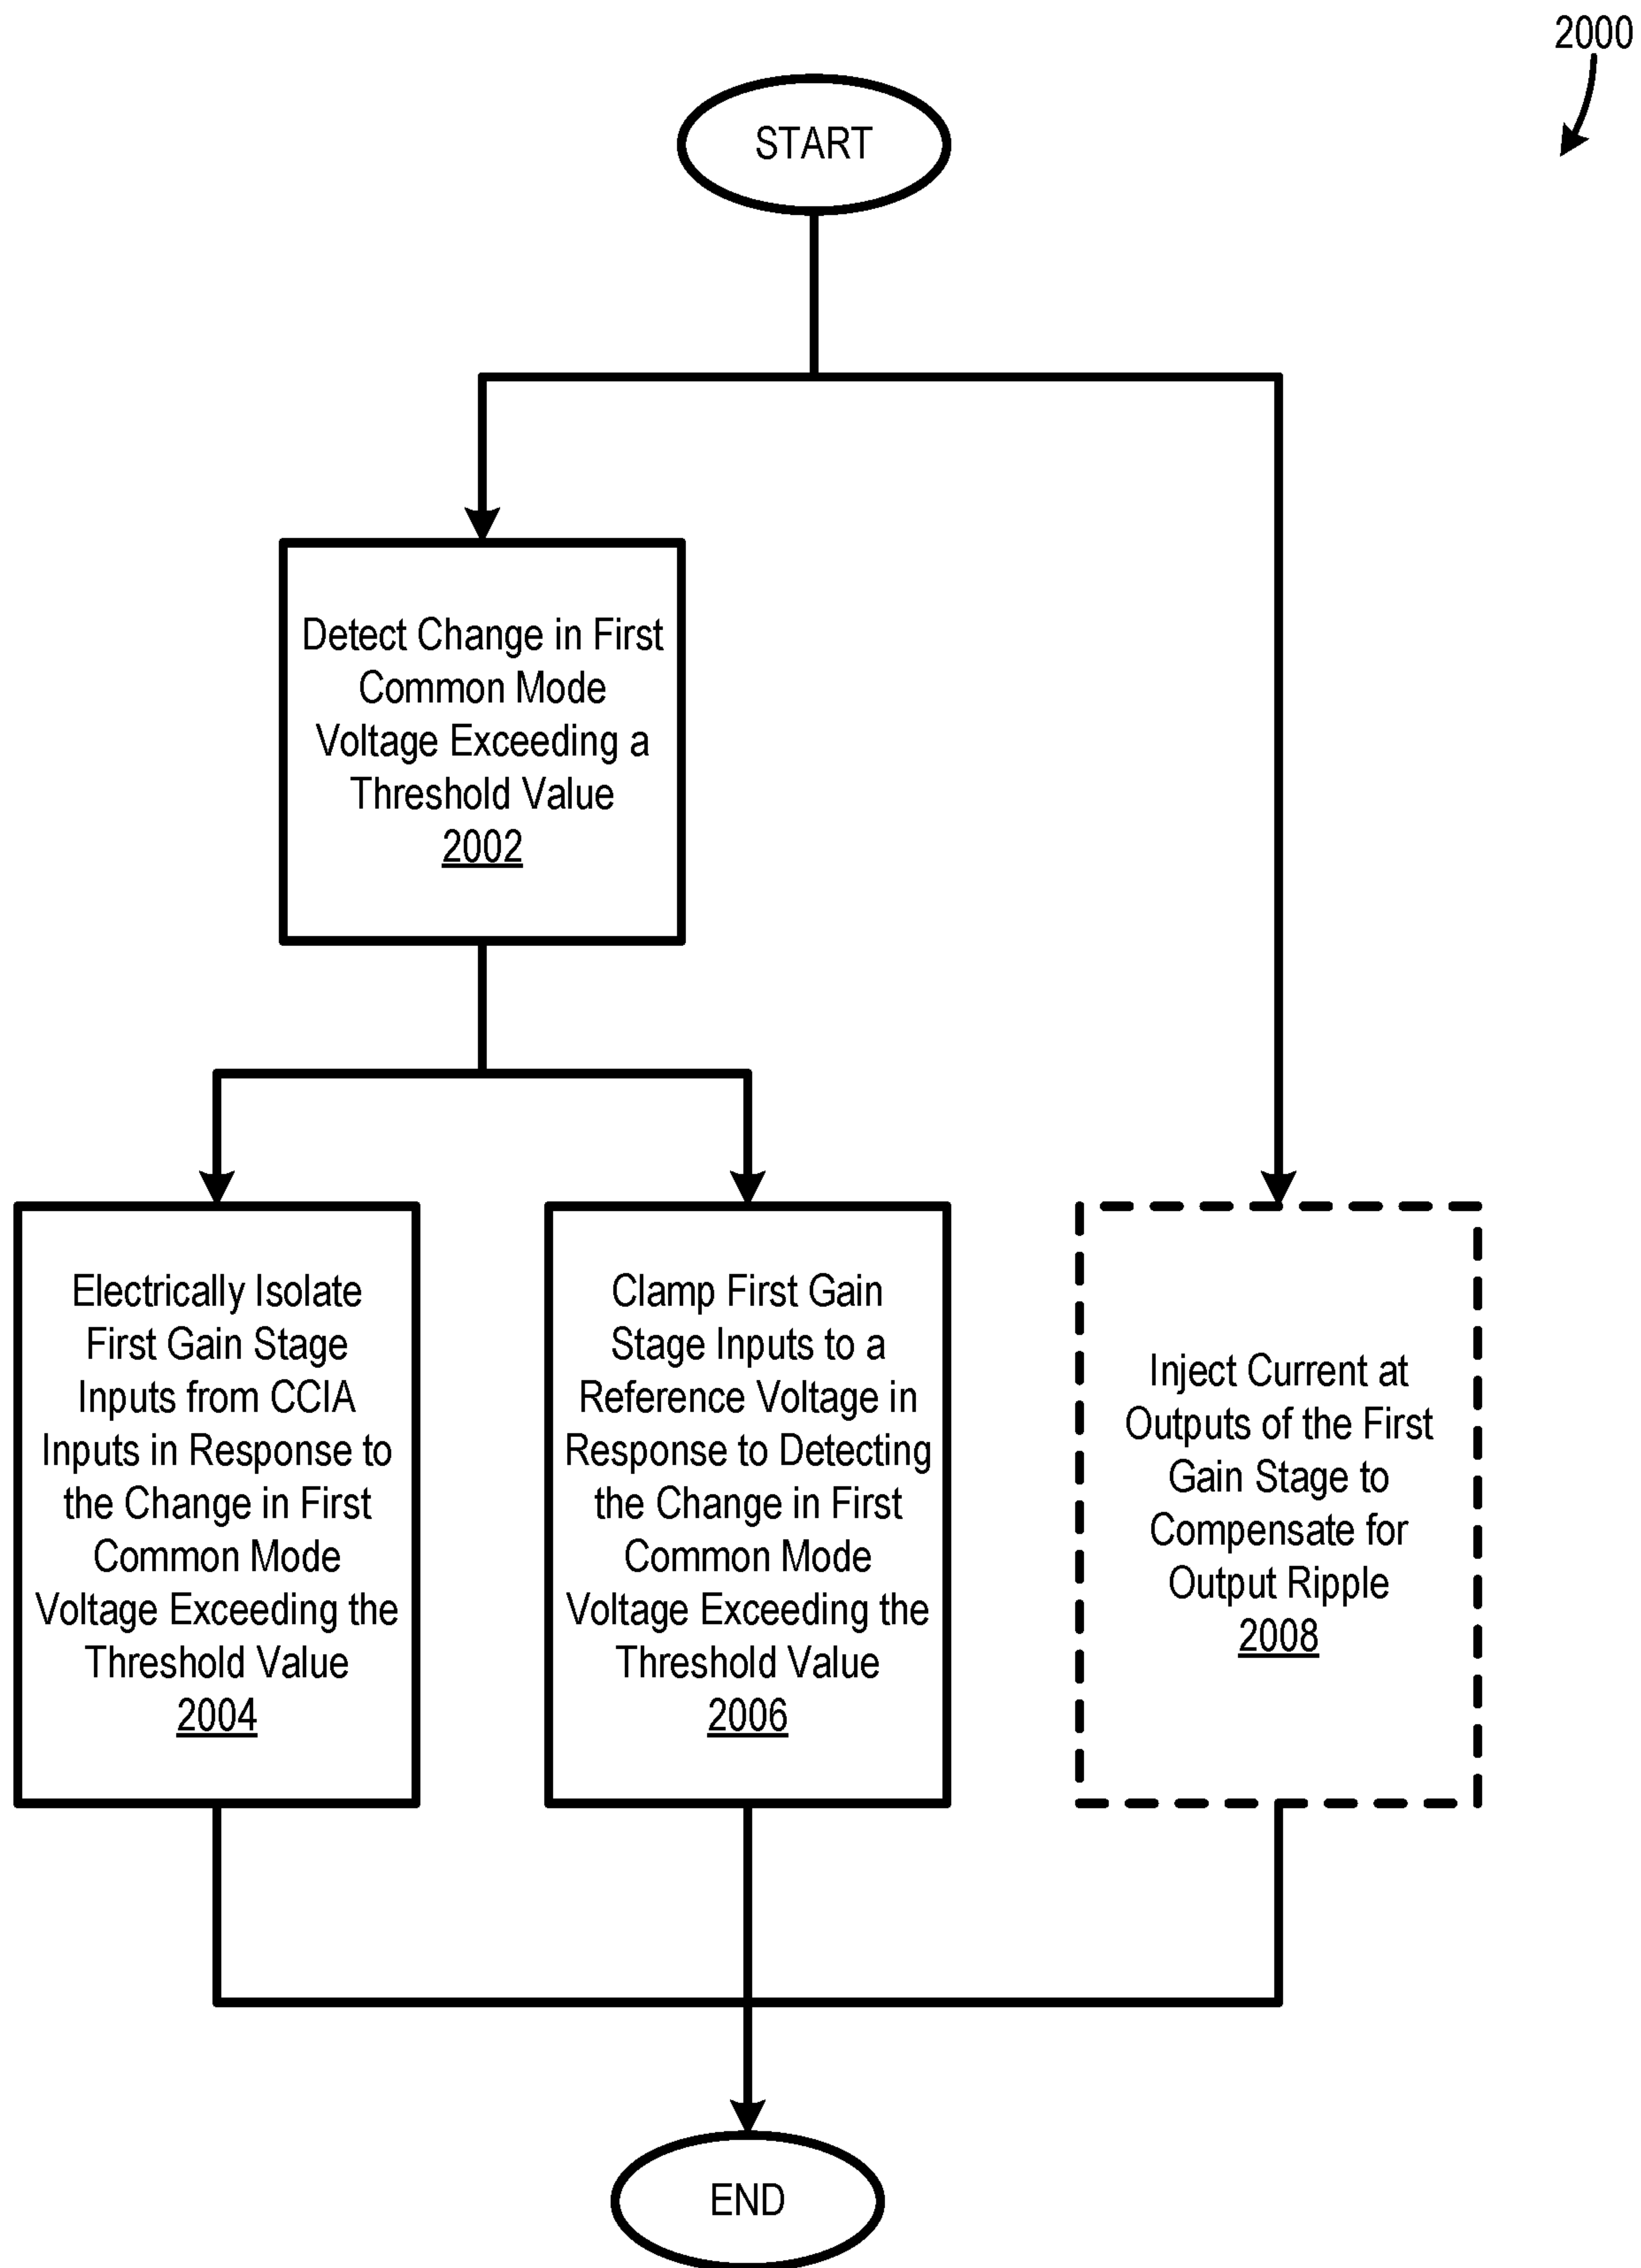 2000
START
Detect Change in First
Common Mode
Voltage Exceeding a
Threshold Value
2002
Electrically Isolate
First Gain Stage
Inputs from CCIA
Inputs in Response to
the Change in First
Common Mode
Voltage Exceeding the
Threshold Value
2004
Clamp First Gain
Stage Inputs to a
Reference Voltage in
Response to Detecting
the Change in First
Common Mode
Voltage Exceeding the
Threshold Value
2006
Inject Current at
Outputs of the First
Gain Stage to
Compensate for
Output Ripple
2008
END